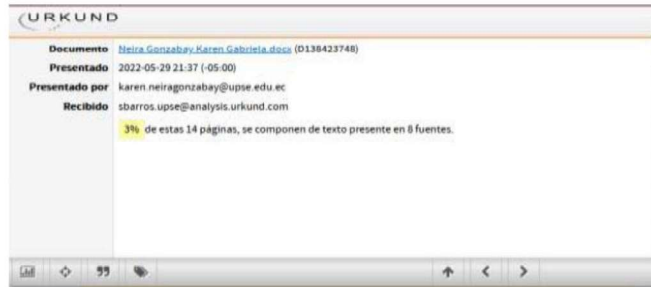 URKUND
Documento Neira Gonzabay Karen Gabriela.docx (D138423748)
Presentado 2022-05-29 21:37 (-05:00)
Presentado por karen.neiragonzabay@upse.edu.ec
Recibido sbarros.upse@analysis.urkund.com
3% de estas 14 páginas, se componen de texto presente en 8 fuentes.